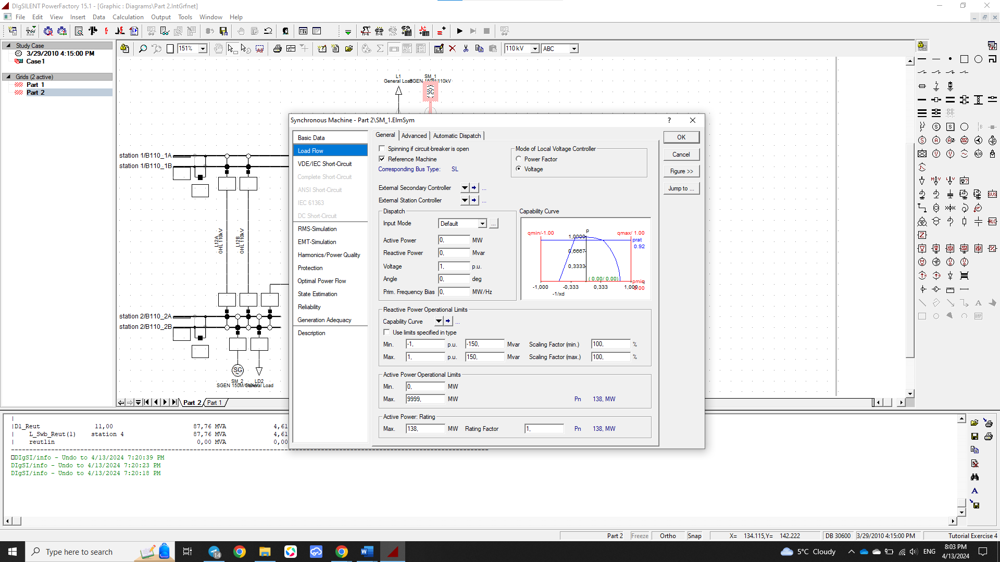 DIgSILENT PowerFactory 15.1 - [Graphic : Diagrams\Part 2.IntGrfnet]
File Edit View Insert Data Calculation Output Tools Window Help
151% 110 kV ABC
Study Case
3/29/2010 4:15:00 PM
Case1
Grids (2 active)
Part 1
Part 2
L1
General Load
SM_1
SGEN 150M/110kV
SG
station 1/B110_1A
station 1/B110_1B
L12A
OHL 110kV
L12B
OHL 110kV
station 2/B110_2A
station 2/B110_2B
SG
SM_2
SGEN 150M/110kV
LD2
General Load
Part 2 Part 1
Synchronous Machine - Part 2\SM_1.ElmSym
?
Basic Data
Load Flow
VDE/IEC Short-Circuit
Complete Short-Circuit
ANSI Short-Circuit
IEC 61363
DC Short-Circuit
RMS-Simulation
EMT-Simulation
Harmonics/Power Quality
Protection
Optimal Power Flow
State Estimation
Reliability
Generation Adequacy
Description
General Advanced Automatic Dispatch
Spinning if circuit-breaker is open
Reference Machine
Corresponding Bus Type: SL
Mode of Local Voltage Controller
Power Factor
Voltage
External Secondary Controller ...
External Station Controller ...
Dispatch
Input Mode Default ...
Active Power 0, MW
Reactive Power 0, Mvar
Voltage 1, p.u.
Angle 0, deg
Prim. Frequency Bias 0, MW/Hz
Capability Curve
qmin/-1.00 p qmax/ 1.00
1,0000 prat
0.92
0,6667
0,3333
( 0.00/ 0.00) pmin
0.00
-1,000 -0,333 0,333 1,000 q
-1/xd
Reactive Power Operational Limits
Capability Curve ...
Use limits specified in type
Min. -1, p.u. -150, Mvar Scaling Factor (min.) 100, %
Max. 1, p.u. 150, Mvar Scaling Factor (max.) 100, %
Active Power Operational Limits
Min. 0, MW
Max. 9999, MW Pn 138, MW
Active Power: Rating
Max. 138, MW Rating Factor 1, Pn 138, MW
OK
Cancel
Figure >>
Jump to ...
|
|D1_Reut 11,00 87,76 MVA 4,61
| L_Swb_Reut(1) station 4 87,76 MVA 4,61
| reutlin 0,00 MVA 0,00
DIgSI/info - Undo to 4/13/2024 7:20:39 PM
DIgSI/info - Undo to 4/13/2024 7:20:23 PM
DIgSI/info - Undo to 4/13/2024 7:20:18 PM
Part 2 Freeze Ortho Snap X= 134.115,Y= 142.222 DB 30600 3/29/2010 4:15:00 PM Tutorial Exercise 4
Type here to search
14
5°C Cloudy
ENG
8:03 PM
4/13/2024